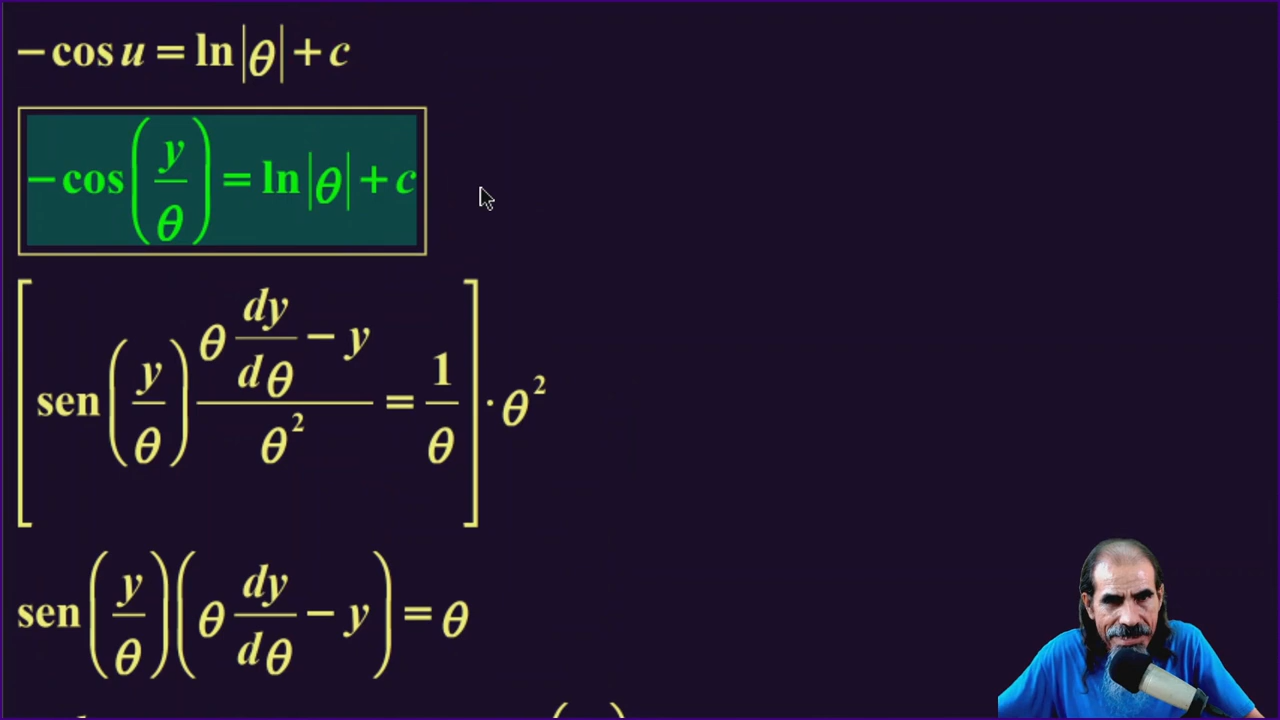 −cos u = ln|θ| + c
−cos(y/θ) = ln|θ| + c
[sen(y/θ) (θ dy/dθ − y)/θ² = 1/θ] · θ²
sen(y/θ)(θ dy/dθ − y) = θ